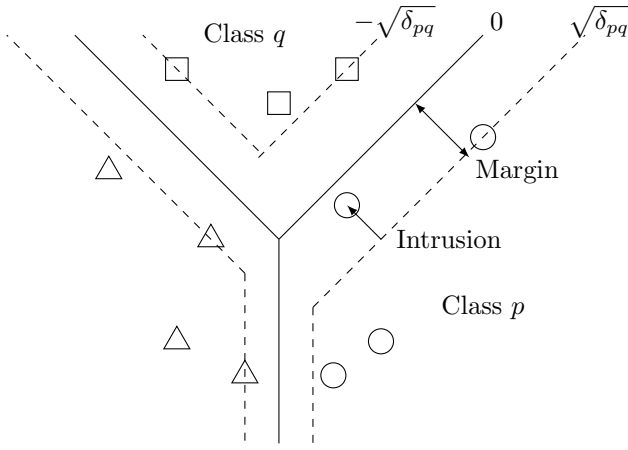 Class q
−√δpq
0
√δpq
Margin
Intrusion
Class p